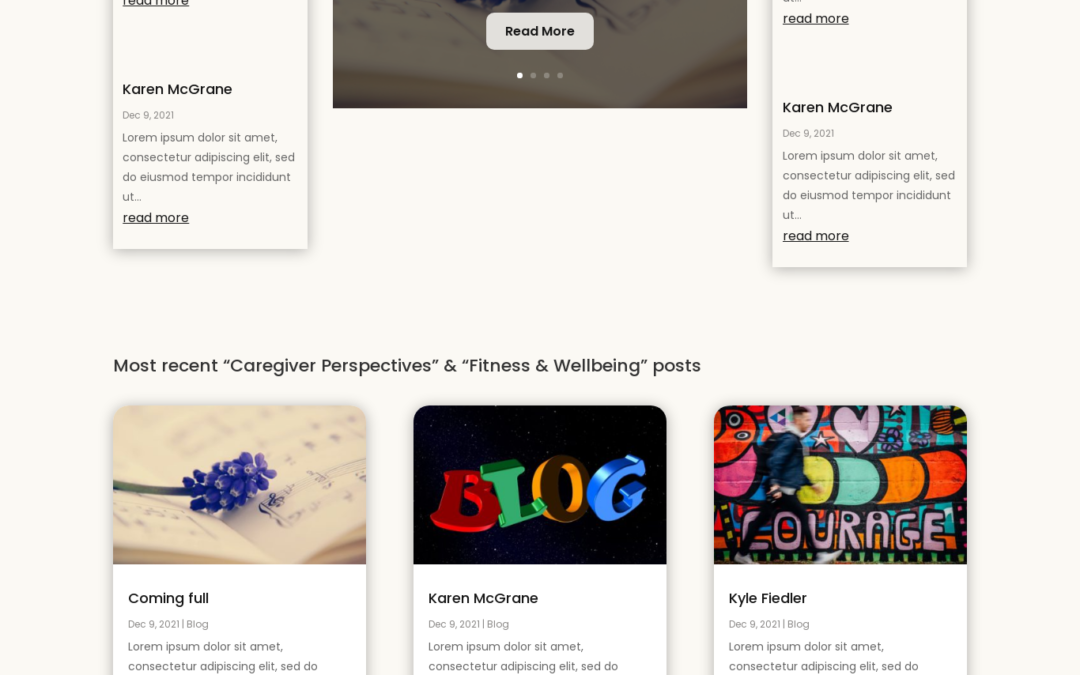 read more
Karen McGrane
Dec 9, 2021
Lorem ipsum dolor sit amet,
consectetur adipiscing elit, sed
do eiusmod tempor incididunt
ut...
read more
Read More
ut...
read more
Karen McGrane
Dec 9, 2021
Lorem ipsum dolor sit amet,
consectetur adipiscing elit, sed
do eiusmod tempor incididunt
ut...
read more
Most recent “Caregiver Perspectives” & “Fitness & Wellbeing” posts
BLOG
COURAGE
Coming full
Dec 9, 2021 | Blog
Lorem ipsum dolor sit amet,
consectetur adipiscing elit, sed do
Karen McGrane
Dec 9, 2021 | Blog
Lorem ipsum dolor sit amet,
consectetur adipiscing elit, sed do
Kyle Fiedler
Dec 9, 2021 | Blog
Lorem ipsum dolor sit amet,
consectetur adipiscing elit, sed do